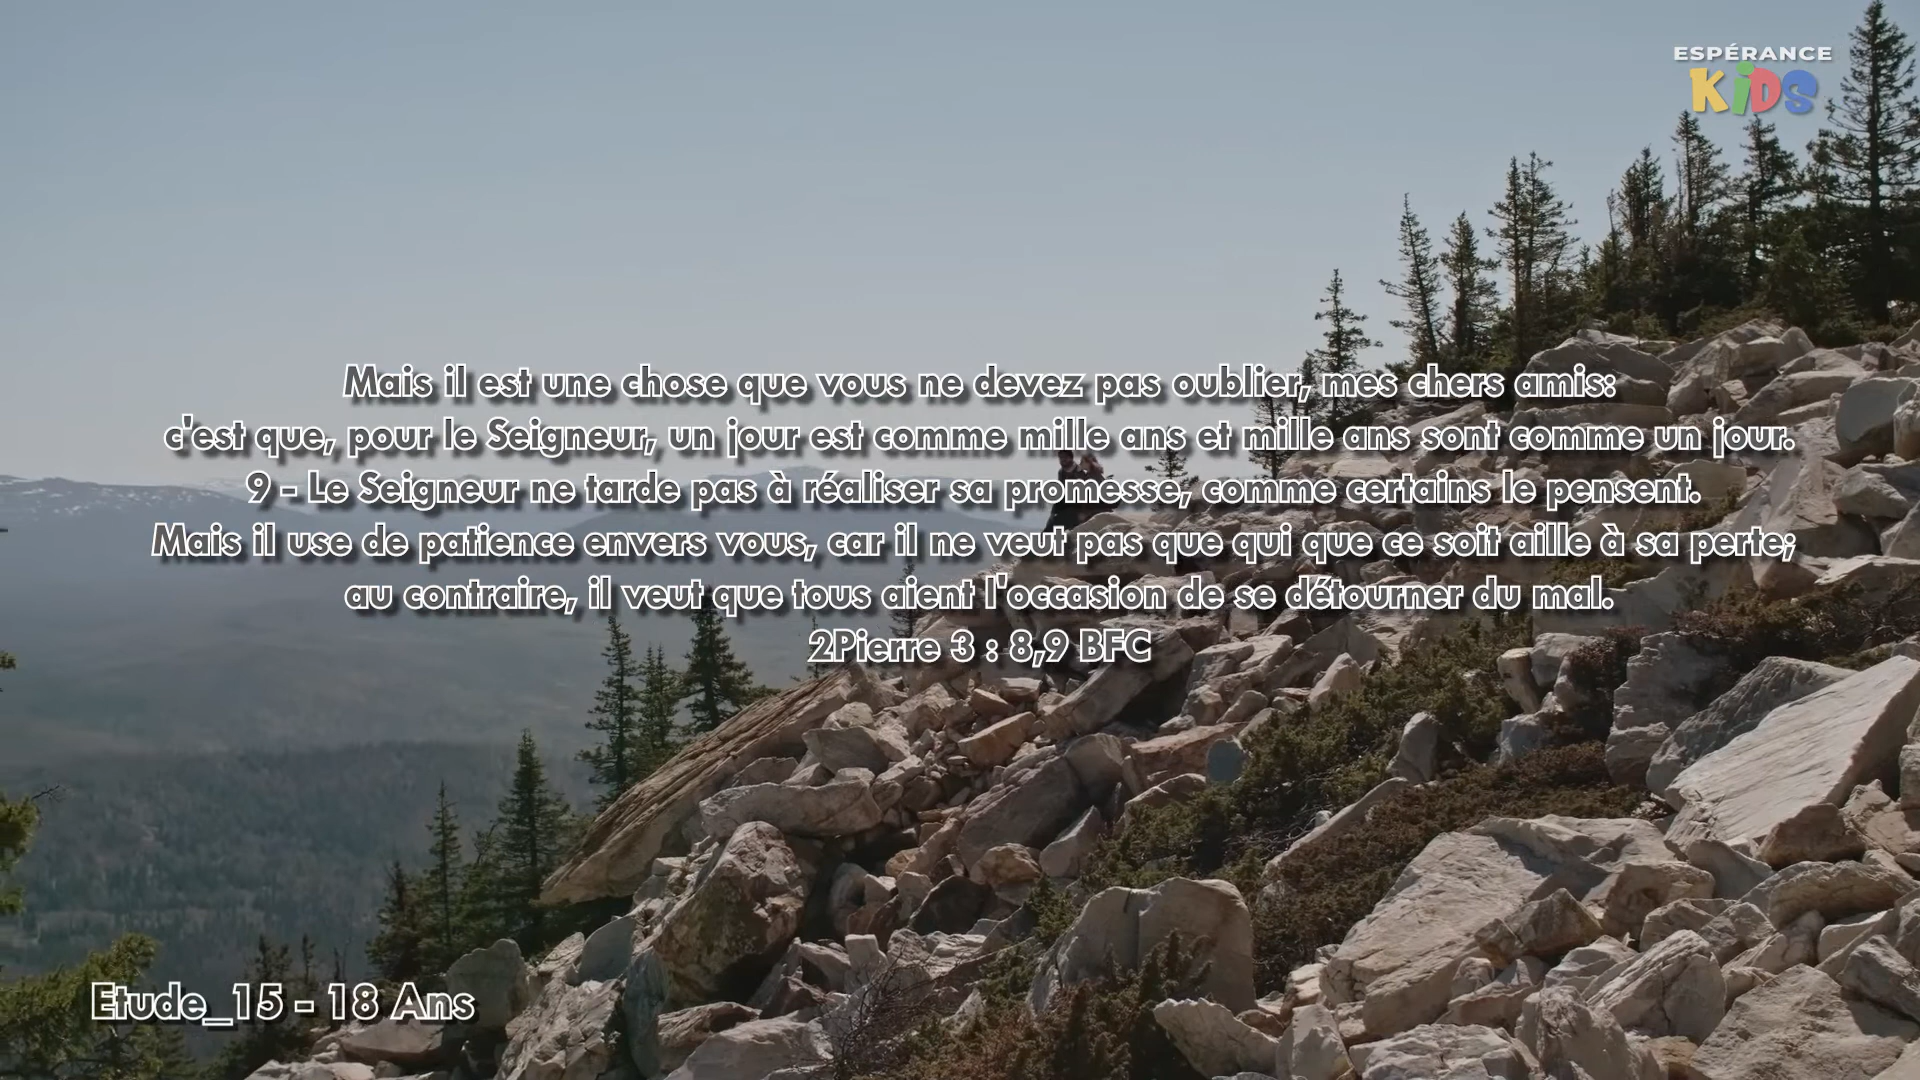 ESPÉRANCE
KiDS
Mais il est une chose que vous ne devez pas oublier, mes chers amis:
c'est que, pour le Seigneur, un jour est comme mille ans et mille ans sont comme un jour.
9 - Le Seigneur ne tarde pas à réaliser sa promesse, comme certains le pensent.
Mais il use de patience envers vous, car il ne veut pas que qui que ce soit aille à sa perte;
au contraire, il veut que tous aient l'occasion de se détourner du mal.
2Pierre 3 : 8,9 BFC
Etude_15 - 18 Ans